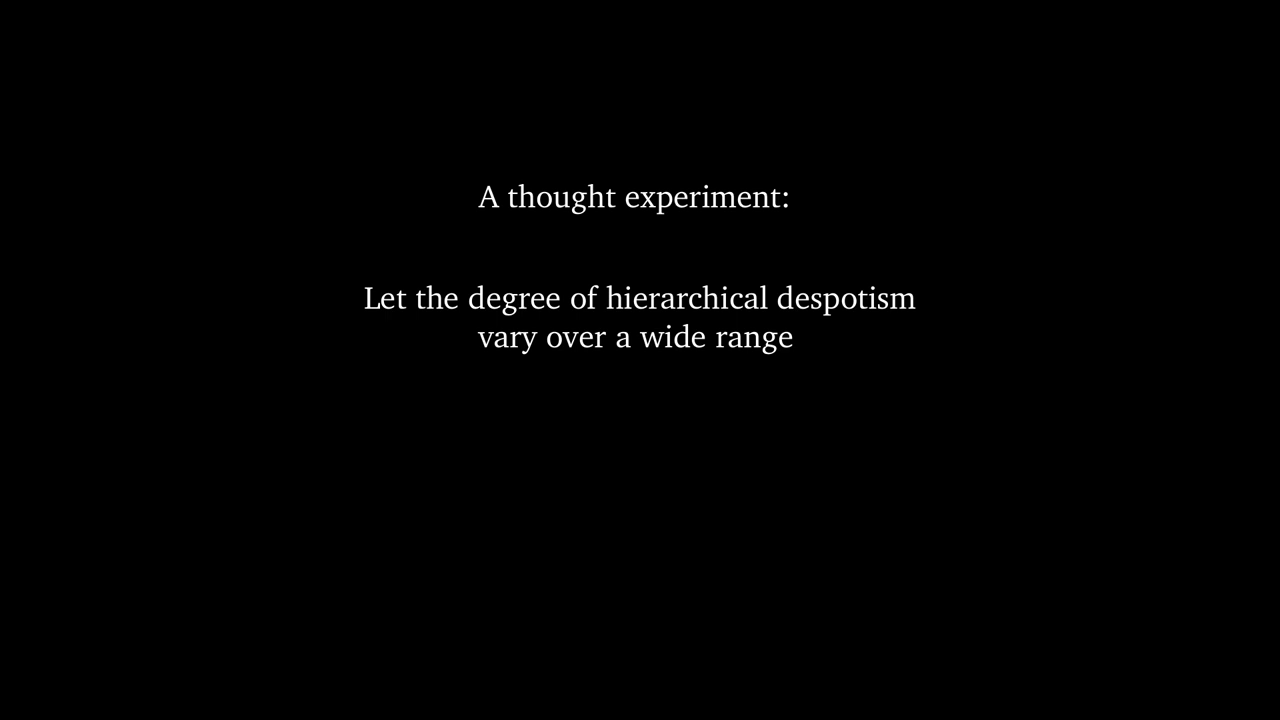 A thought experiment:
Let the degree of hierarchical despotism
vary over a wide range